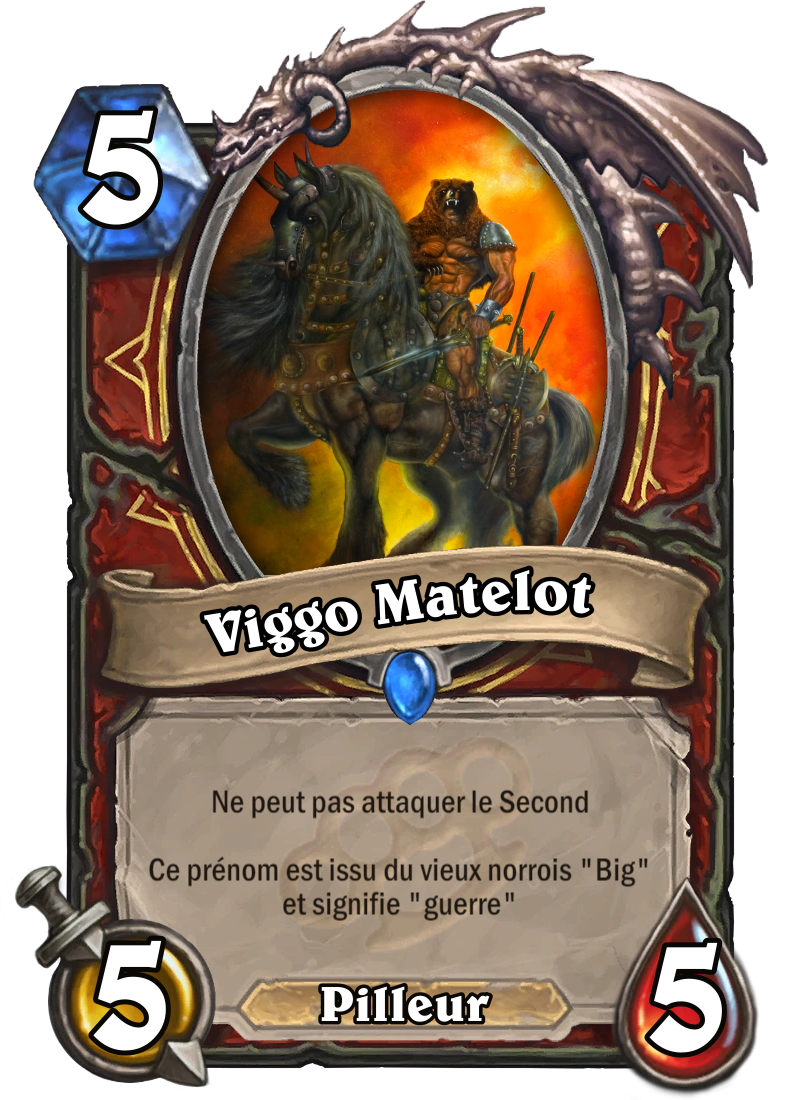 5
Viggo Matelot
Ne peut pas attaquer le Second
Ce prénom est issu du vieux norrois "Big"
et signifie "guerre"
5
Pilleur
5